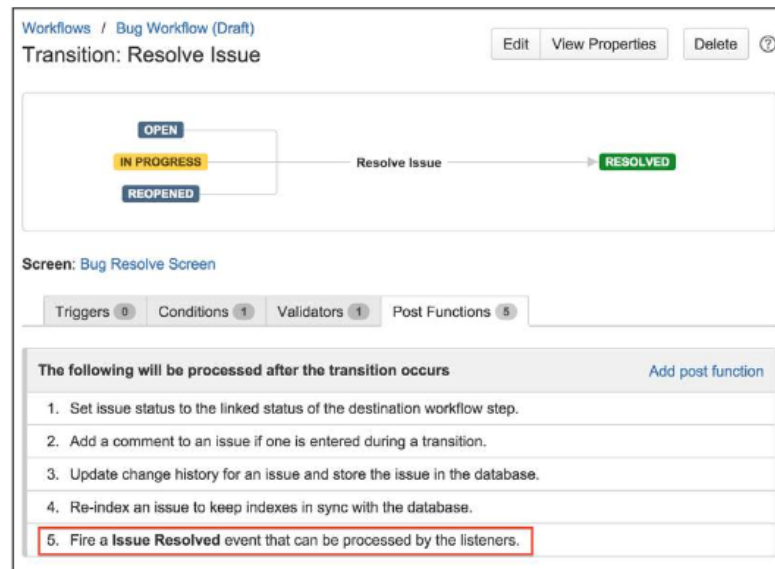 Workflows / Bug Workflow (Draft)
Transition: Resolve Issue
Edit View Properties Delete ?
OPEN
IN PROGRESS Resolve Issue RESOLVED
REOPENED
Screen: Bug Resolve Screen
Triggers 0 Conditions 1 Validators 1 Post Functions 5
The following will be processed after the transition occurs Add post function
1. Set issue status to the linked status of the destination workflow step.
2. Add a comment to an issue if one is entered during a transition.
3. Update change history for an issue and store the issue in the database.
4. Re-index an issue to keep indexes in sync with the database.
5. Fire a Issue Resolved event that can be processed by the listeners.